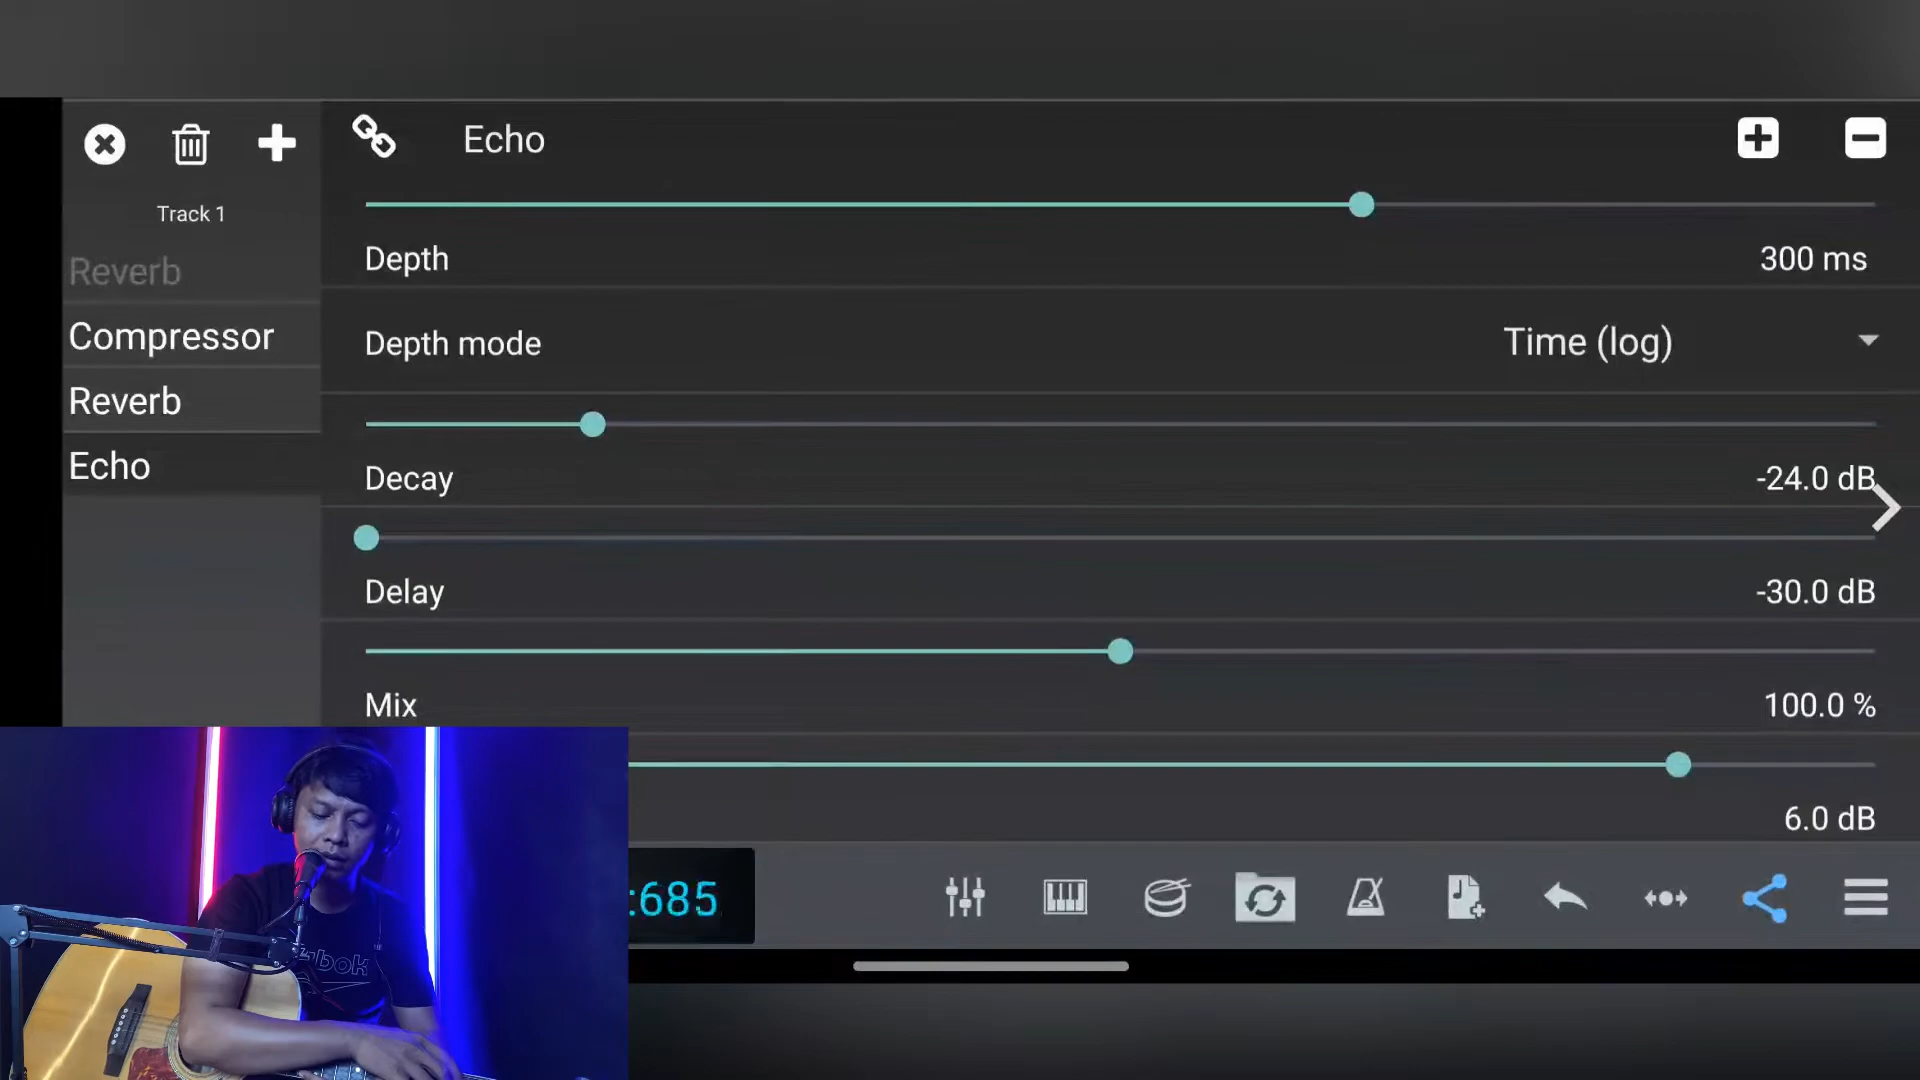 Echo
Track 1
Reverb
Compressor
Reverb
Echo
Depth
300 ms
Depth mode
Time (log)
Decay
-24.0 dB
Delay
-30.0 dB
Mix
100.0 %
6.0 dB
:685